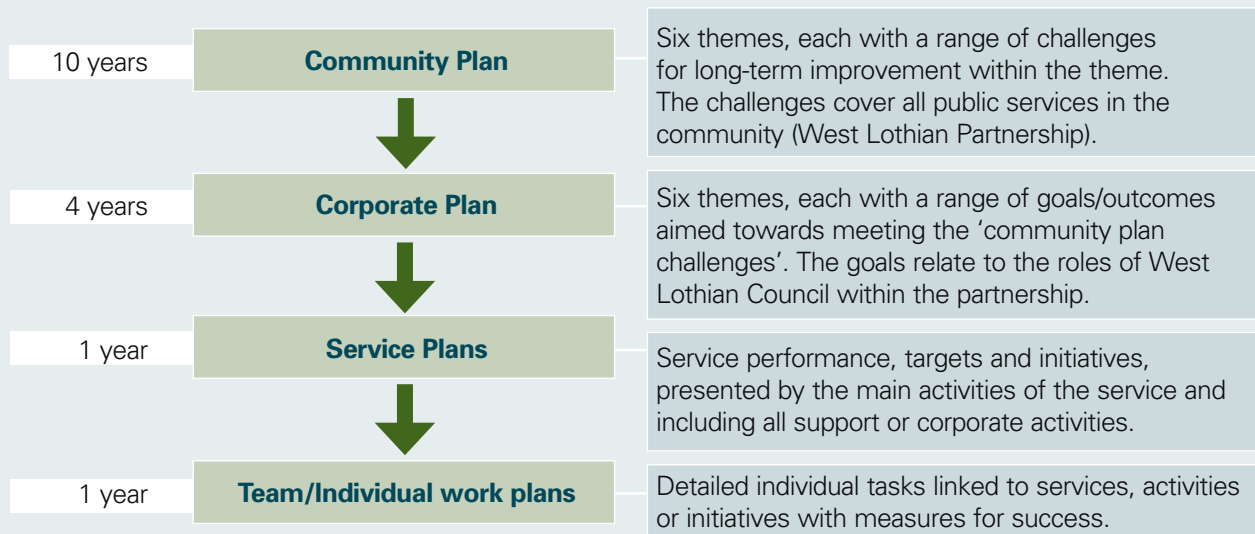 10 years
Community Plan
Six themes, each with a range of challenges
for long-term improvement within the theme.
The challenges cover all public services in the
community (West Lothian Partnership).
4 years
Corporate Plan
Six themes, each with a range of goals/outcomes
aimed towards meeting the ‘community plan
challenges’. The goals relate to the roles of West
Lothian Council within the partnership.
1 year
Service Plans
Service performance, targets and initiatives,
presented by the main activities of the service and
including all support or corporate activities.
1 year
Team/Individual work plans
Detailed individual tasks linked to services, activities
or initiatives with measures for success.